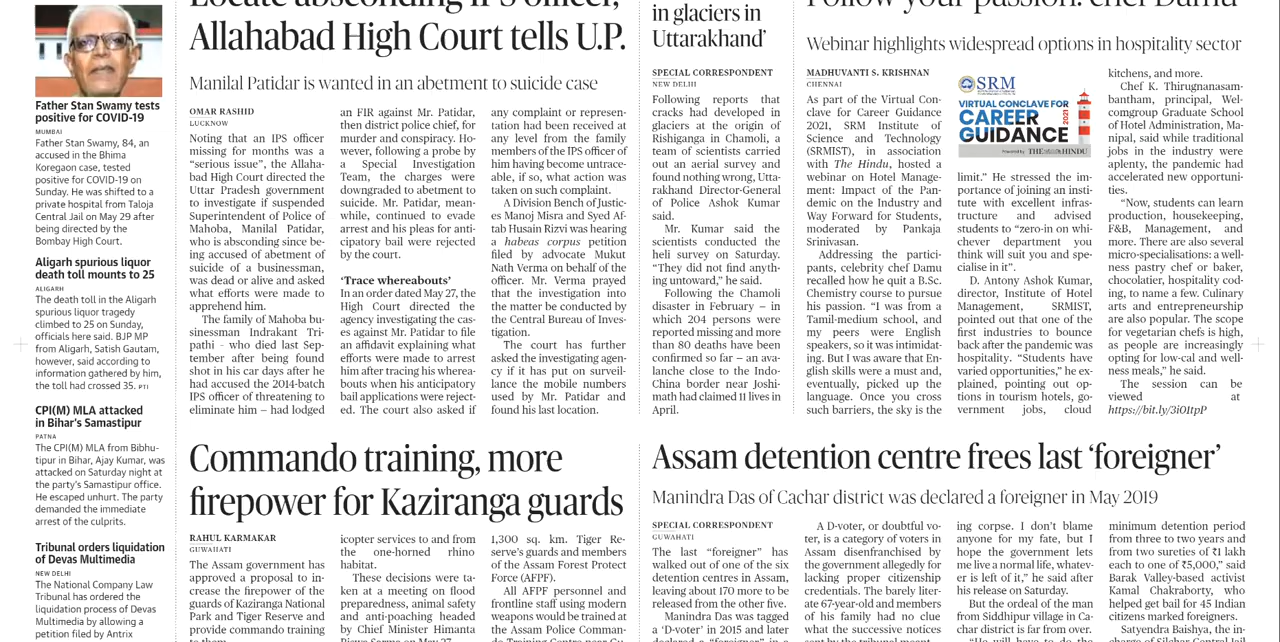 Father Stan Swamy tests
positive for COVID-19
MUMBAI
Father Stan Swamy, 84, an
accused in the Bhima
Koregaon case, tested
positive for COVID-19 on
Sunday. He was shifted to a
private hospital from Taloja
Central Jail on May 29 after
being directed by the
Bombay High Court.
Aligarh spurious liquor
death toll mounts to 25
ALIGARH
The death toll in the Aligarh
spurious liquor tragedy
climbed to 25 on Sunday,
officials here said. BJP MP
from Aligarh, Satish Gautam,
however, said according to
information gathered by him,
the toll had crossed 35. PTI
CPI(M) MLA attacked
in Bihar's Samastipur
PATNA
The CPI(M) MLA from Bibhu-
tipur in Bihar, Ajay Kumar, was
attacked on Saturday night at
the party's Samastipur office.
He escaped unhurt. The party
demanded the immediate
arrest of the culprits.
Tribunal orders liquidation
of Devas Multimedia
NEW DELHI
The National Company Law
Tribunal has ordered the
liquidation process of Devas
Multimedia by allowing a
petition filed by Antrix
Locate absconding IPS officer,
Allahabad High Court tells U.P.
Manilal Patidar is wanted in an abetment to suicide case
OMAR RASHID
LUCKNOW
Noting that an IPS officer
missing for months was a
“serious issue”, the Allaha-
bad High Court directed the
Uttar Pradesh government
to investigate if suspended
Superintendent of Police of
Mahoba, Manilal Patidar,
who is absconding since be-
ing accused of abetment of
suicide of a businessman,
was dead or alive and asked
what efforts were made to
apprehend him.
The family of Mahoba bu-
sinessman Indrakant Tri-
pathi - who died last Sep-
tember after being found
shot in his car days after he
had accused the 2014-batch
IPS officer of threatening to
eliminate him – had lodged
an FIR against Mr. Patidar,
then district police chief, for
murder and conspiracy. Ho-
wever, following a probe by
a Special Investigation
Team, the charges were
downgraded to abetment to
suicide. Mr. Patidar, mean-
while, continued to evade
arrest and his pleas for anti-
cipatory bail were rejected
by the court.
‘Trace whereabouts’
In an order dated May 27, the
High Court directed the
agency investigating the cas-
es against Mr. Patidar to file
an affidavit explaining what
efforts were made to arrest
him after tracing his wherea-
bouts when his anticipatory
bail applications were reject-
ed. The court also asked if
any complaint or represen-
tation had been received at
any level from the family
members of the IPS officer of
him having become untrace-
able, if so, what action was
taken on such complaint.
A Division Bench of Justic-
es Manoj Misra and Syed Af-
tab Husain Rizvi was hearing
a habeas corpus petition
filed by advocate Mukut
Nath Verma on behalf of the
officer. Mr. Verma prayed
that the investigation into
the matter be conducted by
the Central Bureau of Inves-
tigation.
The court has further
asked the investigating agen-
cy if it has put on surveil-
lance the mobile numbers
used by Mr. Patidar and
found his last location.
in glaciers in
Uttarakhand’
SPECIAL CORRESPONDENT
NEW DELHI
Following reports that
cracks had developed in
glaciers at the origin of
Rishiganga in Chamoli, a
team of scientists carried
out an aerial survey and
found nothing wrong, Utta-
rakhand Director-General
of Police Ashok Kumar
said.
Mr. Kumar said the
scientists conducted the
heli survey on Saturday.
“They did not find anyth-
ing untoward,” he said.
Following the Chamoli
disaster in February – in
which 204 persons were
reported missing and more
than 80 deaths have been
confirmed so far – an ava-
lanche close to the Indo-
China border near Joshi-
math had claimed 11 lives in
April.
Follow your passion: chef Damu
Webinar highlights widespread options in hospitality sector
MADHUVANTI S. KRISHNAN
CHENNAI
As part of the Virtual Con-
clave for Career Guidance
2021, SRM Institute of
Science and Technology
(SRMIST), in association
with The Hindu, hosted a
webinar on Hotel Manage-
ment: Impact of the Pan-
demic on the Industry and
Way Forward for Students,
moderated by Pankaja
Srinivasan.
Addressing the partici-
pants, celebrity chef Damu
recalled how he quit a B.Sc.
Chemistry course to pursue
his passion. “I was from a
Tamil-medium school, and
my peers were English
speakers, so it was intimidat-
ing. But I was aware that En-
glish skills were a must and,
eventually, picked up the
language. Once you cross
such barriers, the sky is the
SRM
VIRTUAL CONCLAVE FOR
CAREER
GUIDANCE
2021
THE HINDU
limit.” He stressed the im-
portance of joining an insti-
tute with excellent infras-
tructure and advised
students to “zero-in on whi-
chever department you
think will suit you and spe-
cialise in it”.
D. Antony Ashok Kumar,
director, Institute of Hotel
Management, SRMIST,
pointed out that one of the
first industries to bounce
back after the pandemic was
hospitality. “Students have
varied opportunities,” he ex-
plained, pointing out op-
tions in tourism hotels, go-
vernment jobs, cloud
kitchens, and more.
Chef K. Thirugnanasam-
bantham, principal, Wel-
comgroup Graduate School
of Hotel Administration, Ma-
nipal, said while traditional
jobs in the industry were
aplenty, the pandemic had
accelerated new opportuni-
ties.
“Now, students can learn
production, housekeeping,
F&B, Management, and
more. There are also several
micro-specialisations: a well-
ness pastry chef or baker,
chocolatier, hospitality cod-
ing, to name a few. Culinary
arts and entrepreneurship
are also popular. The scope
for vegetarian chefs is high,
as people are increasingly
opting for low-cal and well-
ness meals,” he said.
The session can be
viewed at
https://bit.ly/3iO1tpP
Commando training, more
firepower for Kaziranga guards
RAHUL KARMAKAR
GUWAHATI
The Assam government has
approved a proposal to in-
crease the firepower of the
guards of Kaziranga National
Park and Tiger Reserve and
provide commando training
to them.
icopter services to and from
the one-horned rhino
habitat.
These decisions were ta-
ken at a meeting on flood
preparedness, animal safety
and anti-poaching headed
by Chief Minister Himanta
Biswa Sarma on May 27.
1,300 sq. km. Tiger Re-
serve's guards and members
of the Assam Forest Protect
Force (AFPF).
All AFPF personnel and
frontline staff using modern
weapons would be trained at
the Assam Police Comman-
Assam detention centre frees last ‘foreigner’
Manindra Das of Cachar district was declared a foreigner in May 2019
SPECIAL CORRESPONDENT
GUWAHATI
The last “foreigner” has
walked out of one of the six
detention centres in Assam,
leaving about 170 more to be
released from the other five.
Manindra Das was tagged
a ‘D-voter’ in 2015 and later
A D-voter, or doubtful vo-
ter, is a category of voters in
Assam disenfranchised by
the government allegedly for
lacking proper citizenship
credentials. The barely liter-
ate 67-year-old and members
of his family had no clue
what the successive notices
ing corpse. I don't blame
anyone for my fate, but I
hope the government lets
me live a normal life, whatev-
er is left of it,” he said after
his release on Saturday.
But the ordeal of the man
from Siddhipur village in Ca-
char district is far from over.
minimum detention period
from three to two years and
from two sureties of ₹1 lakh
each to one of ₹5,000,” said
Barak Valley-based activist
Kamal Chakraborty, who
helped get bail for 45 Indian
citizens marked foreigners.
Satyendra Baishya, the in-